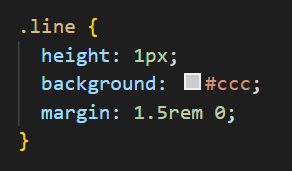 .line {
  height: 1px;
  background: #ccc;
  margin: 1.5rem 0;
}